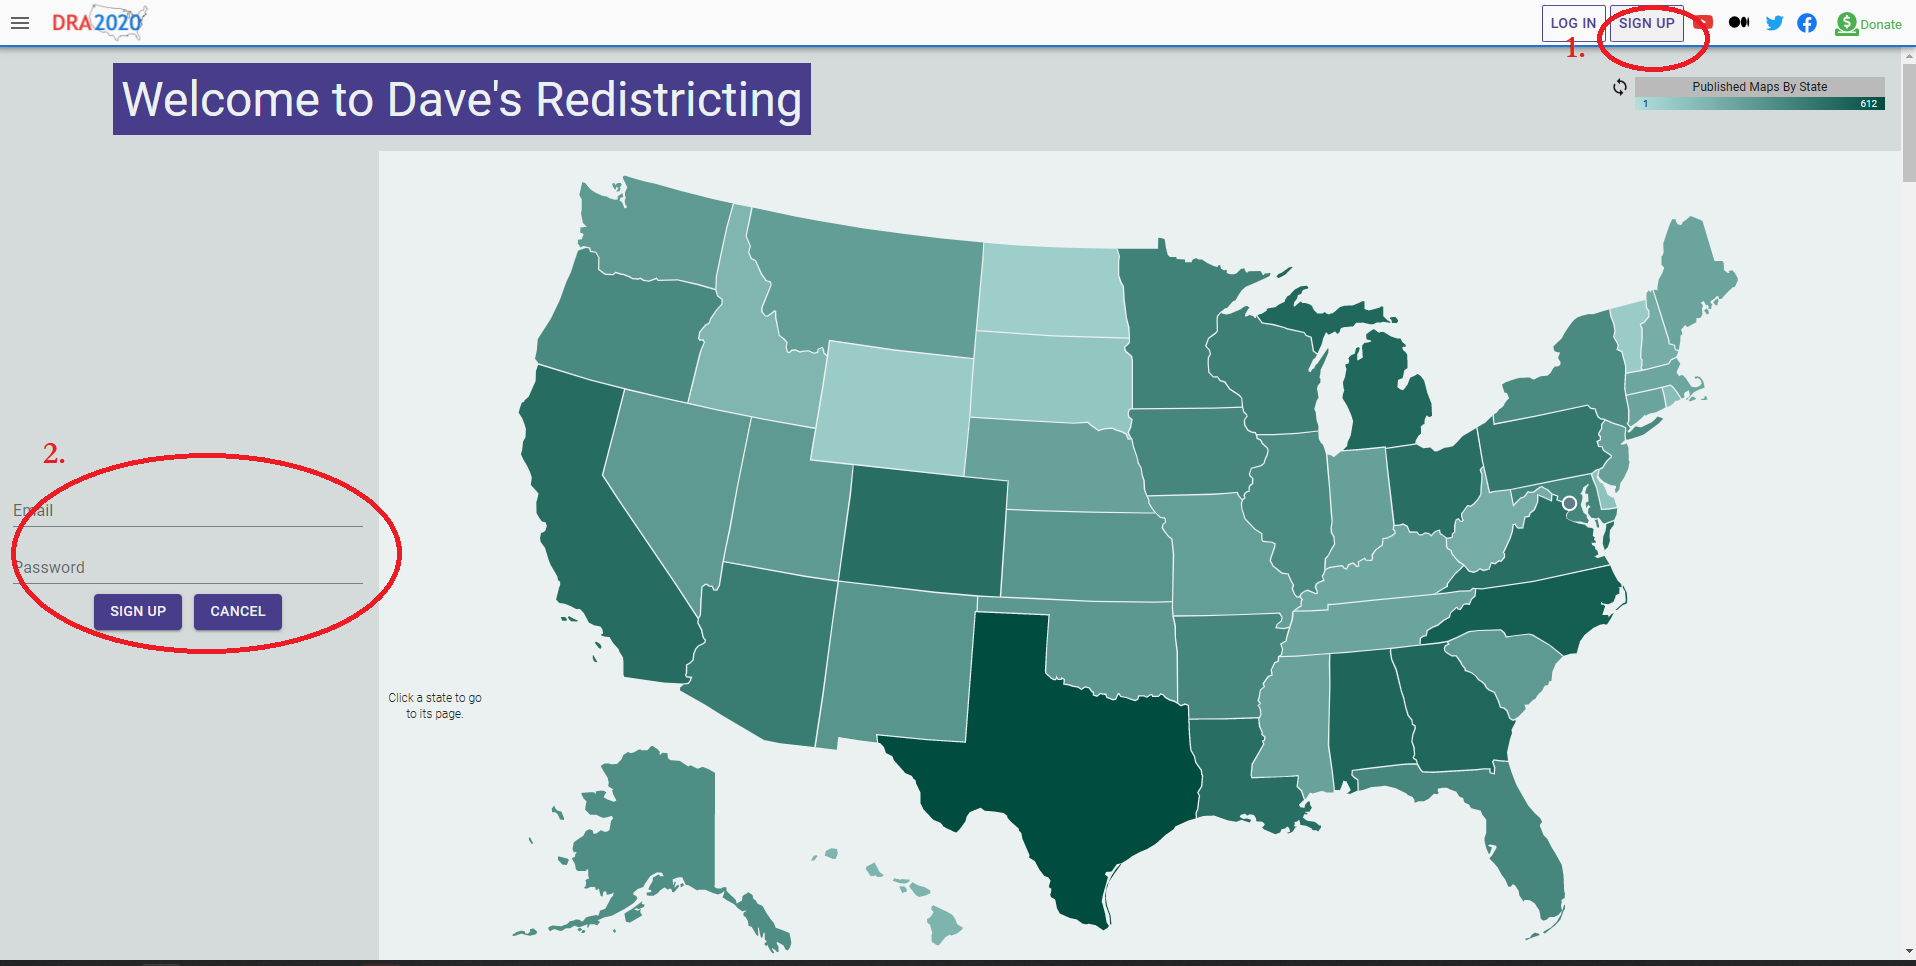 DRA2020
LOG IN
SIGN UP
Donate
1.
Welcome to Dave's Redistricting
Published Maps By State
1 612
2.
Email
Password
SIGN UP
CANCEL
Click a state to go
to its page.